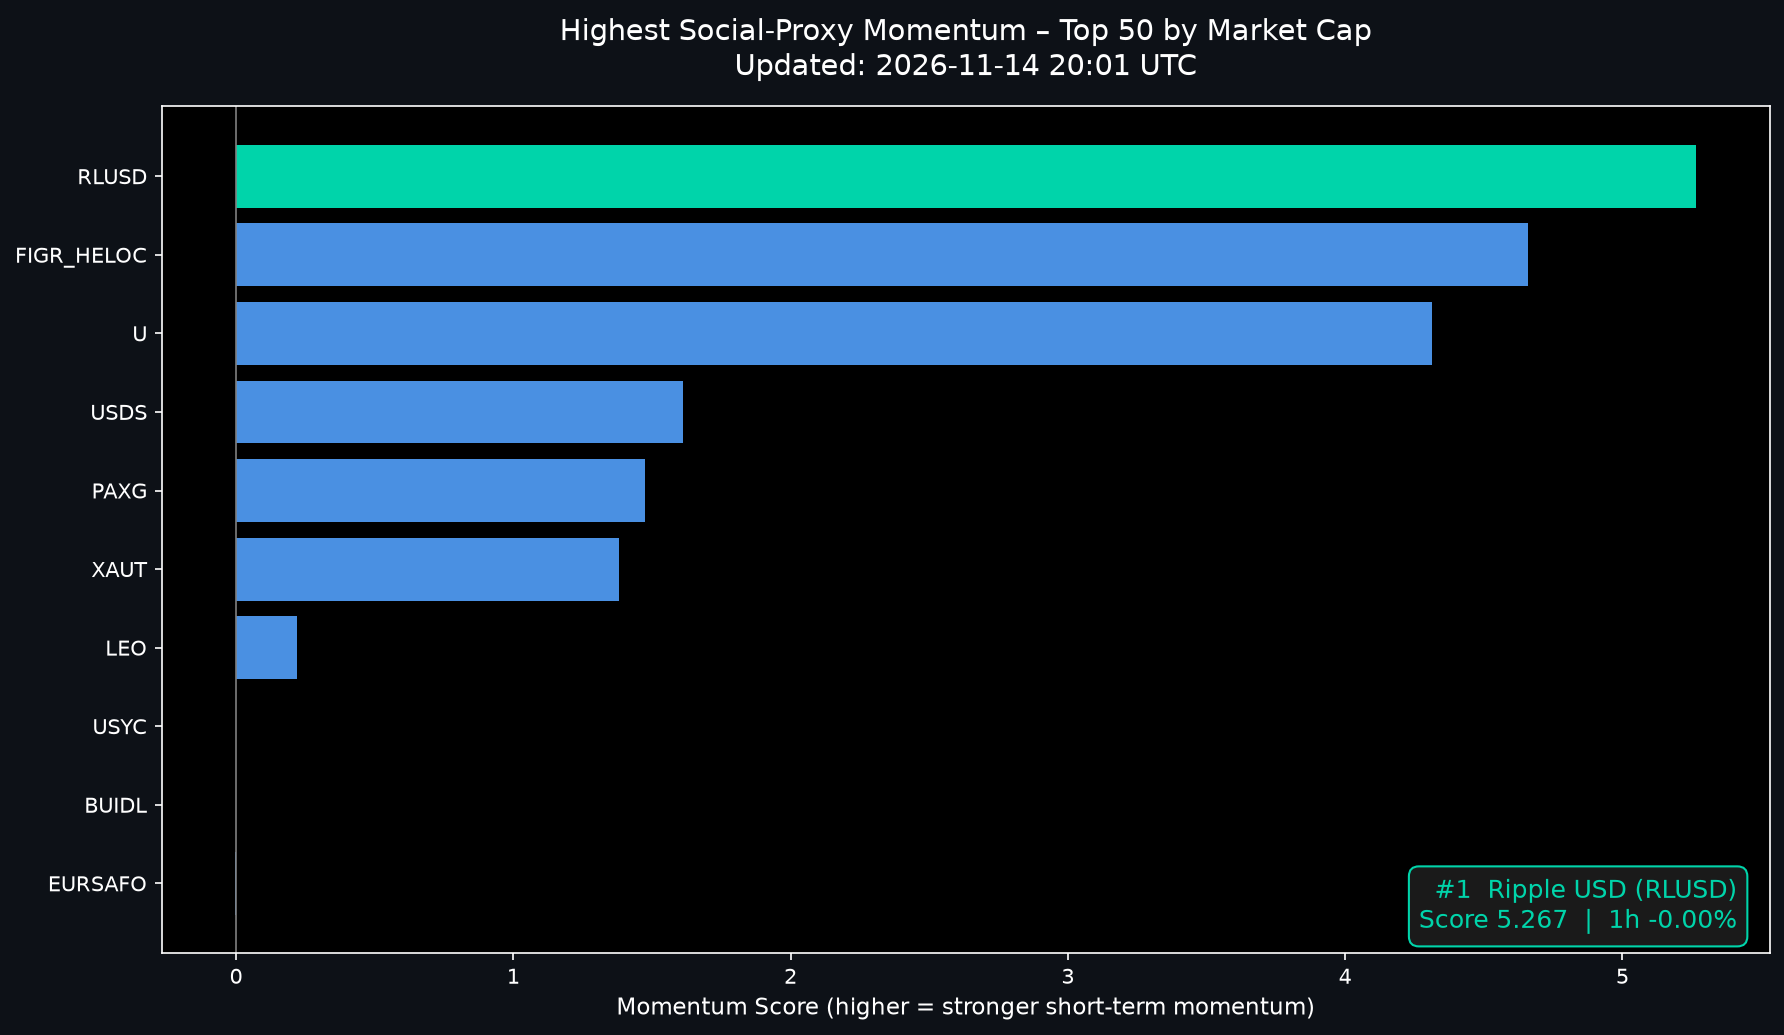 Highest Social-Proxy Momentum – Top 50 by Market Cap
Updated: 2026-11-14 20:01 UTC
RLUSD
FIGR_HELOC
U
USDS
PAXG
XAUT
LEO
USYC
BUIDL
EURSAFO
#1  Ripple USD (RLUSD)
Score 5.267  |  1h -0.00%
0 1 2 3 4 5
Momentum Score (higher = stronger short-term momentum)